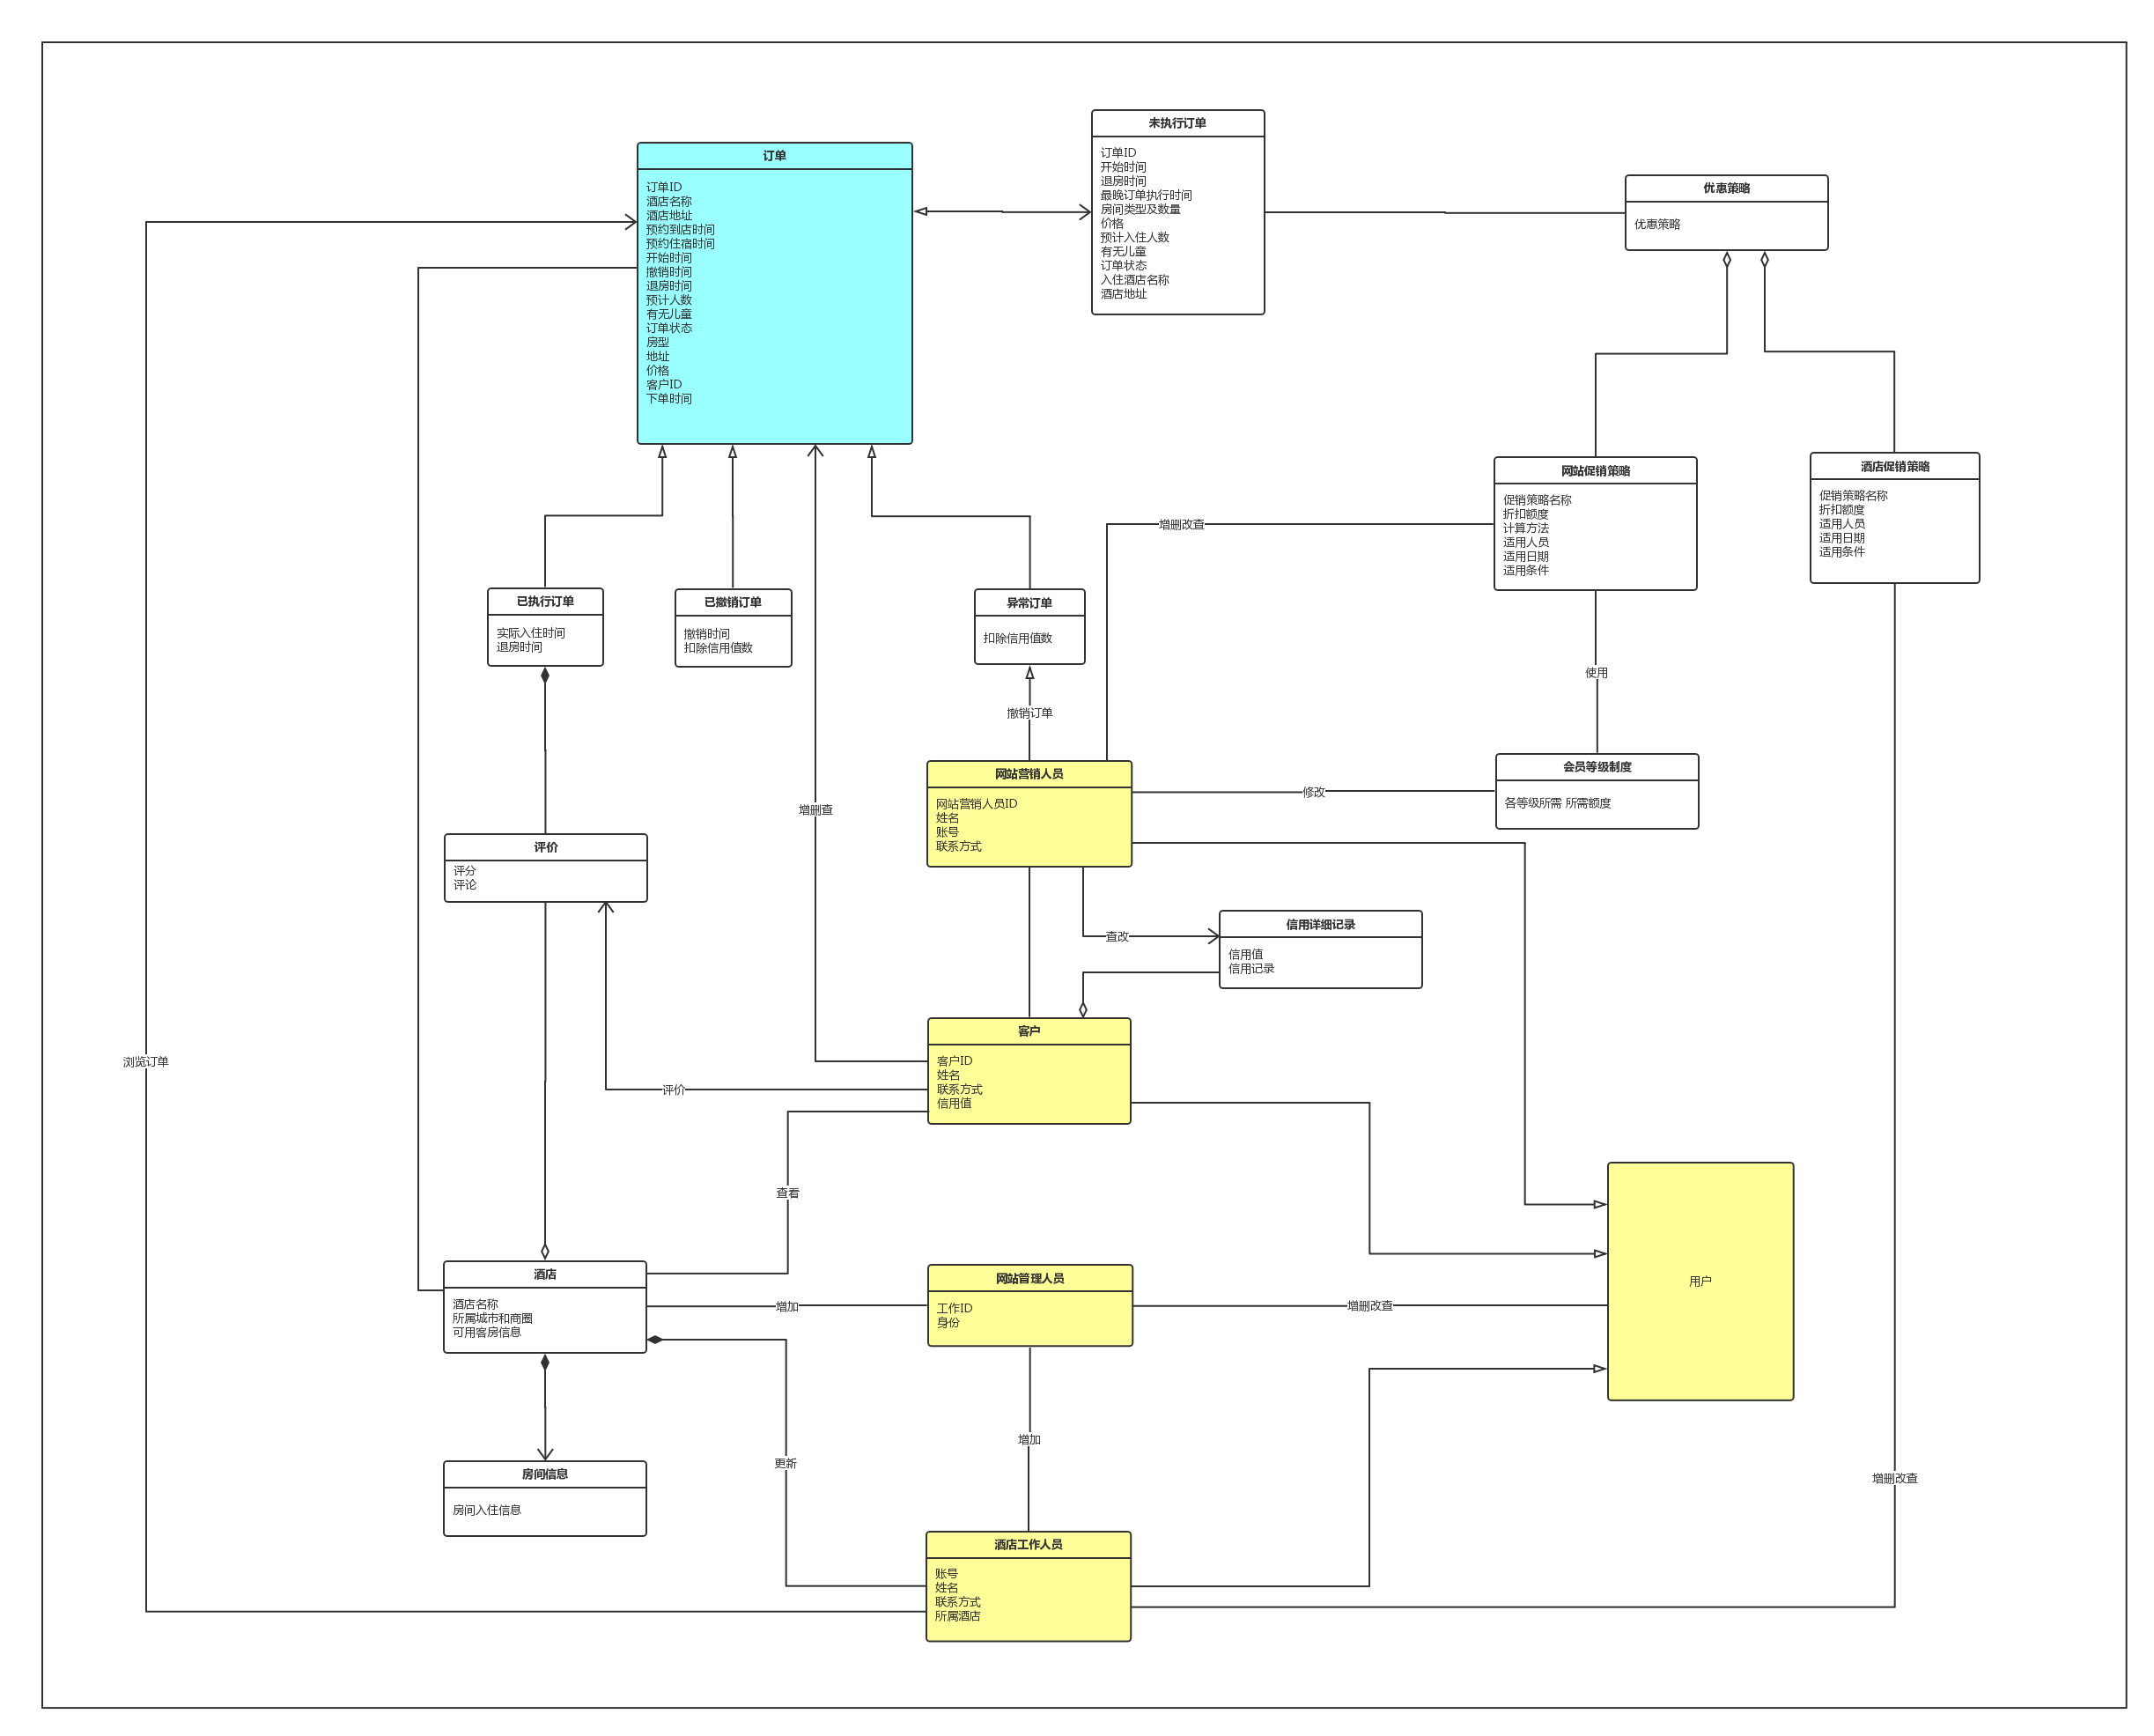 订单
订单ID
酒店名称
酒店地址
预约到店时间
预约住宿时间
开始时间
撤销时间
退房时间
预计人数
有无儿童
订单状态
房型
地址
价格
客户ID
下单时间
未执行订单
订单ID
开始时间
退房时间
最晚订单执行时间
房间类型及数量
价格
预计入住人数
有无儿童
订单状态
入住酒店名称
酒店地址
优惠策略
优惠策略
网站促销策略
促销策略名称
折扣额度
计算方法
适用人员
适用日期
适用条件
酒店促销策略
促销策略名称
折扣额度
适用人员
适用日期
适用条件
增删改查
已执行订单
实际入住时间
退房时间
已撤销订单
撤销时间
扣除信用值数
异常订单
扣除信用值数
使用
撤销订单
网站营销人员
网站营销人员ID
姓名
账号
联系方式
修改
会员等级制度
各等级所需 所需额度
增删查
评价
评分
评论
查改
信用详细记录
信用值
信用记录
客户
客户ID
姓名
联系方式
信用值
浏览订单
评价
查看
用户
酒店
酒店名称
所属城市和商圈
可用客房信息
增加
网站管理人员
工作ID
身份
增删改查
增加
更新
房间信息
房间入住信息
增删改查
酒店工作人员
账号
姓名
联系方式
所属酒店